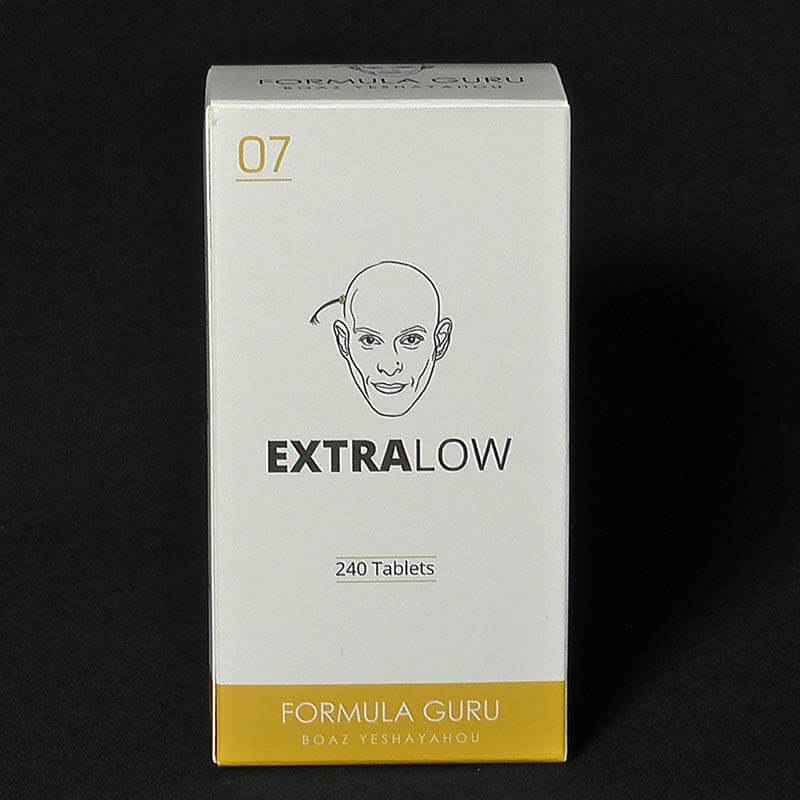 FORMULA GURU
BOAZ YESHAYAHOU
07
EXTRALOW
240 Tablets
FORMULA GURU
BOAZ YESHAYAHOU